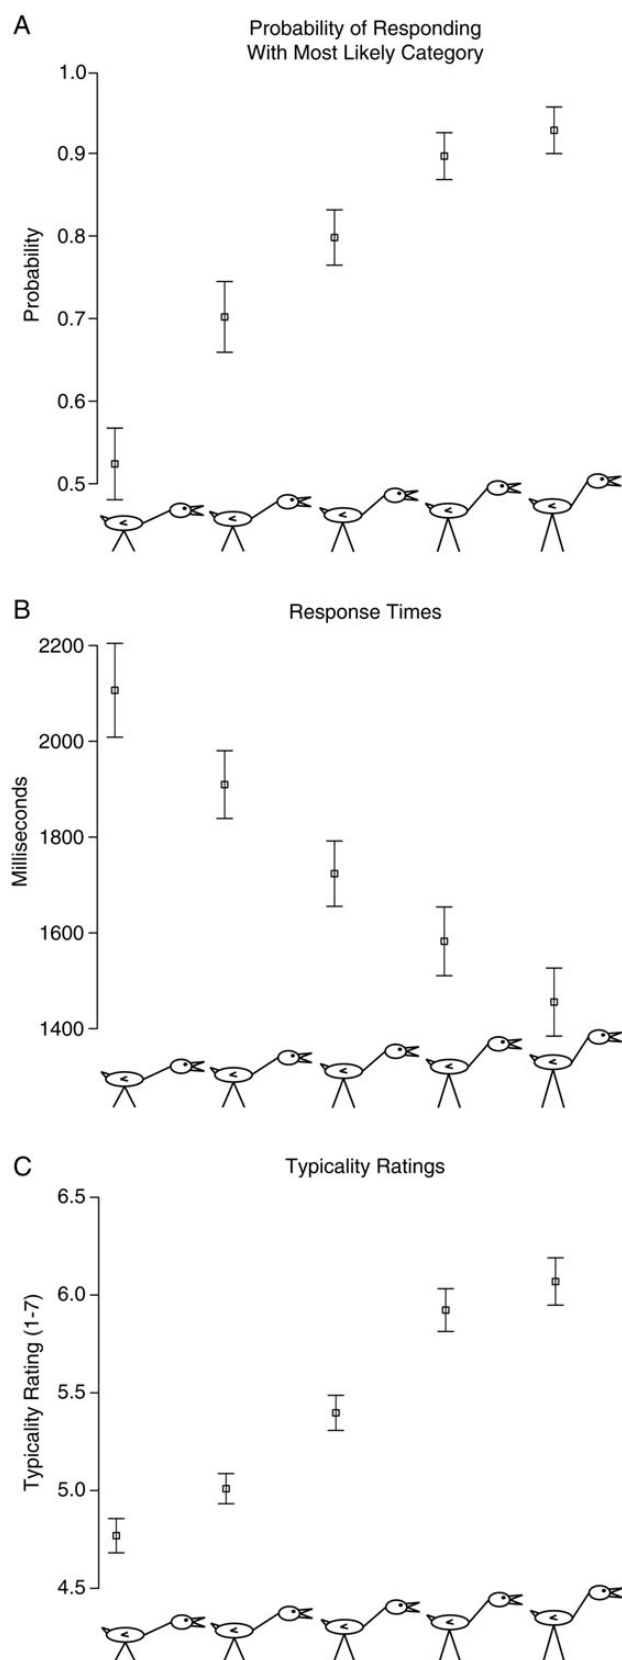 A
Probability of Responding
With Most Likely Category
1.0
0.9
0.8
0.7
0.6
0.5
Probability
B
Response Times
2200
2000
1800
1600
1400
Milliseconds
C
Typicality Ratings
6.5
6.0
5.5
5.0
4.5
Typicality Rating (1-7)